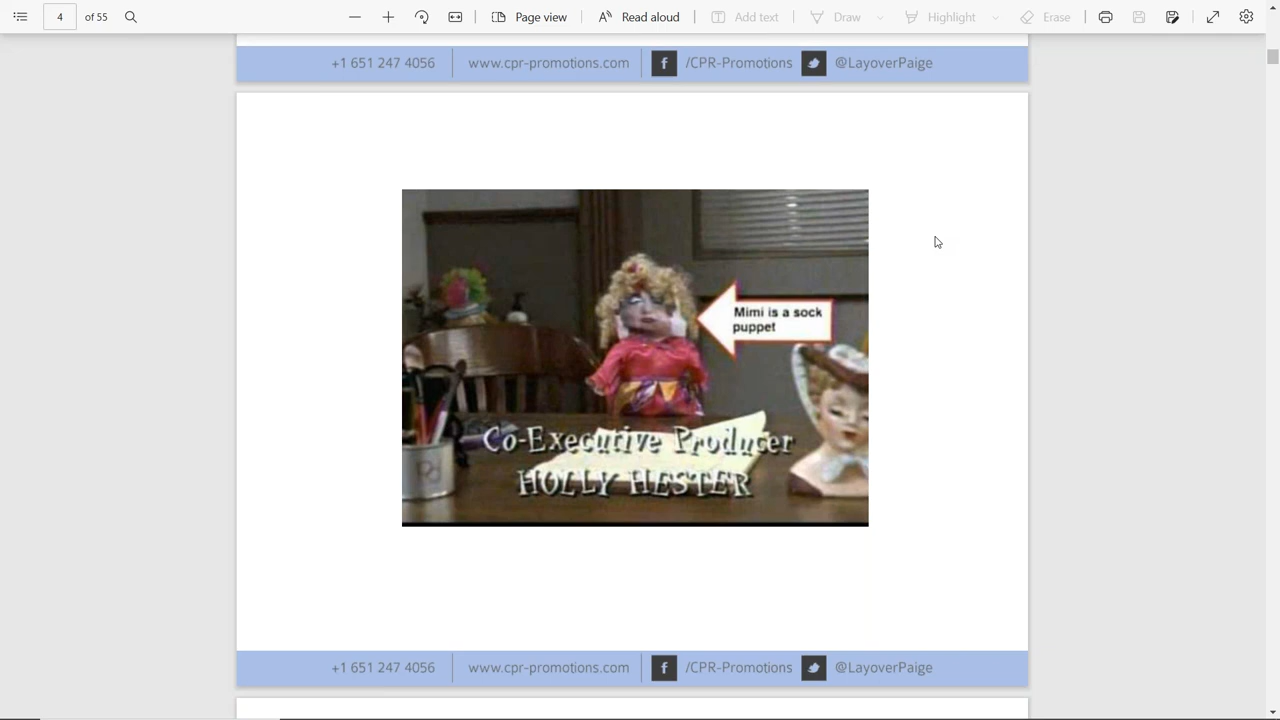 4 of 55 Page view Read aloud Add text Draw Highlight Erase
+1 651 247 4056 www.cpr-promotions.com f /CPR-Promotions @LayoverPaige
Mimi is a sock
puppet
Co-Executive Producer
HOLLY HESTER
+1 651 247 4056 www.cpr-promotions.com f /CPR-Promotions @LayoverPaige